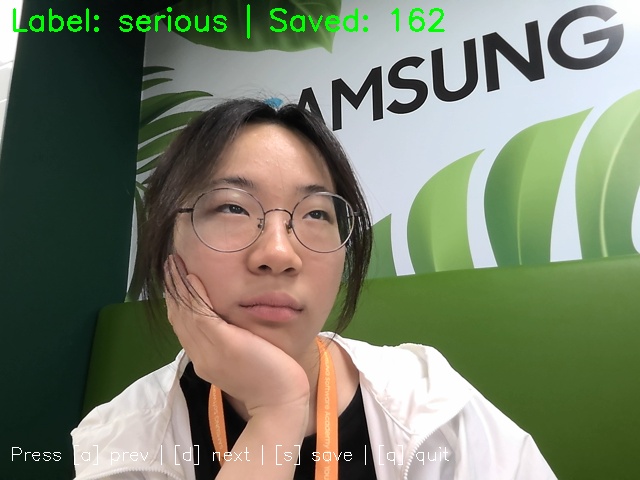 Label: serious | Saved: 162
AMSUNG
Press [a] prev | [d] next | [s] save | [q] quit